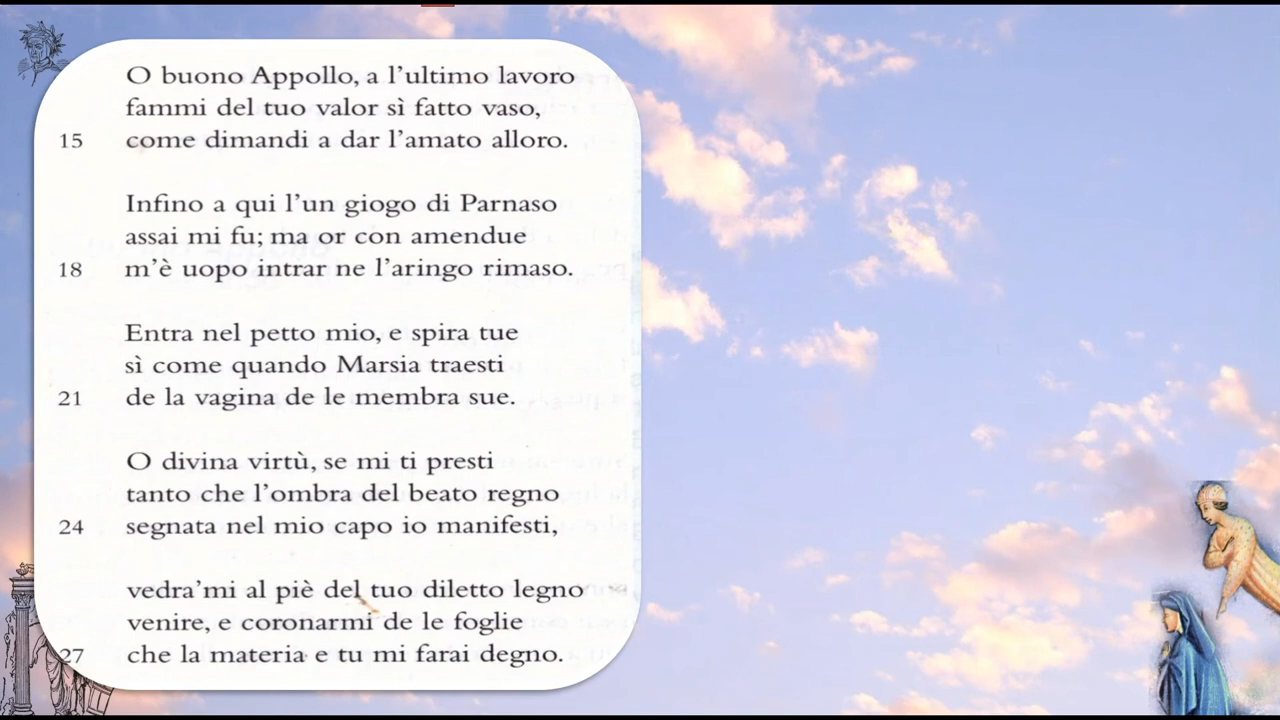 O buono Appollo, a l'ultimo lavoro
fammi del tuo valor sì fatto vaso,
15 come dimandi a dar l'amato alloro.
Infino a qui l'un giogo di Parnaso
assai mi fu; ma or con amendue
18 m'è uopo intrar ne l'aringo rimaso.
Entra nel petto mio, e spira tue
sì come quando Marsia traesti
21 de la vagina de le membra sue.
O divina virtù, se mi ti presti
tanto che l'ombra del beato regno
24 segnata nel mio capo io manifesti,
vedra'mi al piè del tuo diletto legno
venire, e coronarmi de le foglie
27 che la materia e tu mi farai degno.